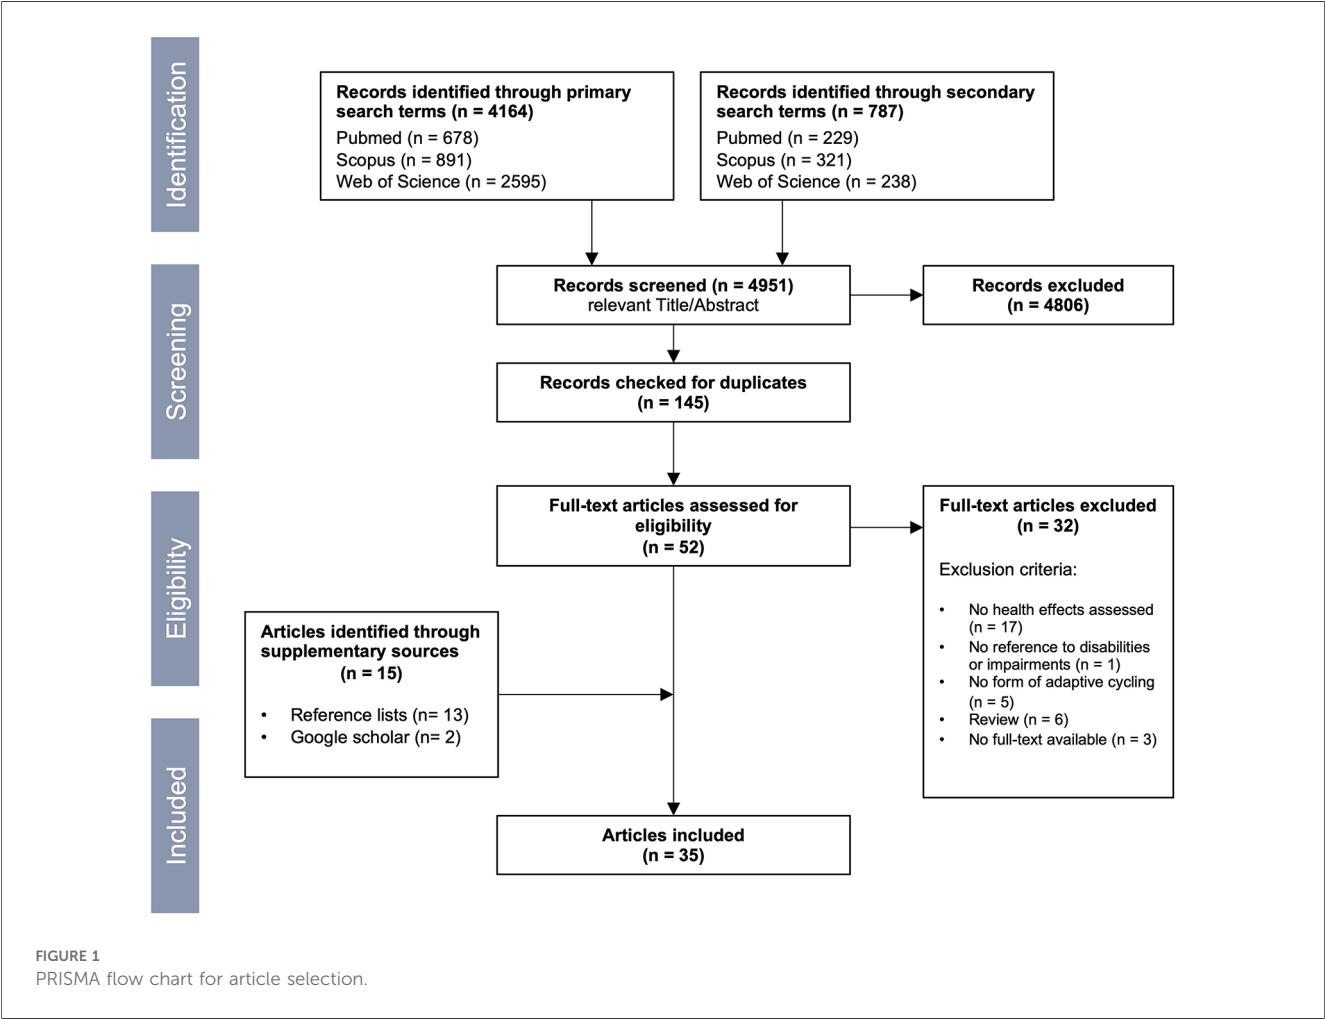 Identification
Records identified through primary
search terms (n = 4164)
Pubmed (n = 678)
Scopus (n = 891)
Web of Science (n = 2595)
Records identified through secondary
search terms (n = 787)
Pubmed (n = 229)
Scopus (n = 321)
Web of Science (n = 238)
Screening
Records screened (n = 4951)
relevant Title/Abstract
Records excluded
(n = 4806)
Records checked for duplicates
(n = 145)
Eligibility
Full-text articles assessed for
eligibility
(n = 52)
Full-text articles excluded
(n = 32)
Exclusion criteria:
• No health effects assessed
(n = 17)
• No reference to disabilities
or impairments (n = 1)
• No form of adaptive cycling
(n = 5)
• Review (n = 6)
• No full-text available (n = 3)
Articles identified through
supplementary sources
(n = 15)
• Reference lists (n= 13)
• Google scholar (n= 2)
Included
Articles included
(n = 35)
FIGURE 1
PRISMA flow chart for article selection.